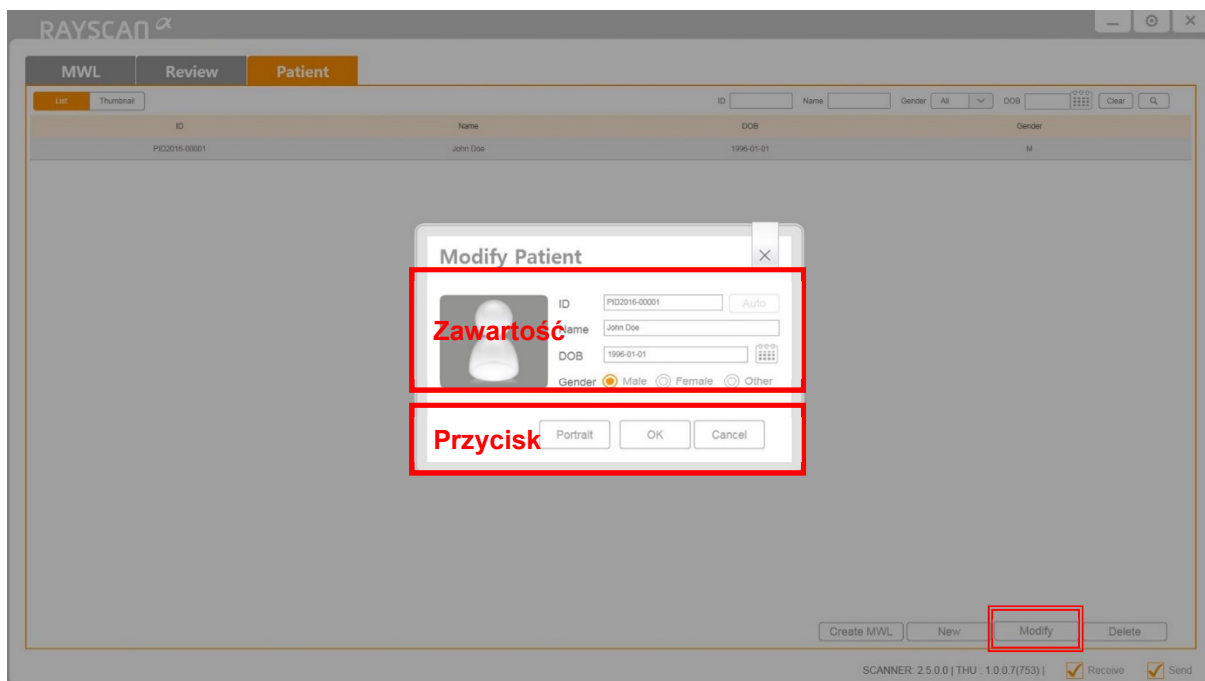 RAYSCAN α
MWL Review Patient
List Thumbnail ID Name Gender All DOB Clear
ID Name DOB Gender
PID2016-00001 John Doe 1996-01-01 M
Modify Patient
ID PID2016-00001 Auto
Zawartość
Name John Doe
DOB 1996-01-01
Gender Male Female Other
Przycisk Portrait OK Cancel
Create MWL New Modify Delete
SCANNER: 2.5.0.0 | THU : 1.0.0.7(753) | Receive Send